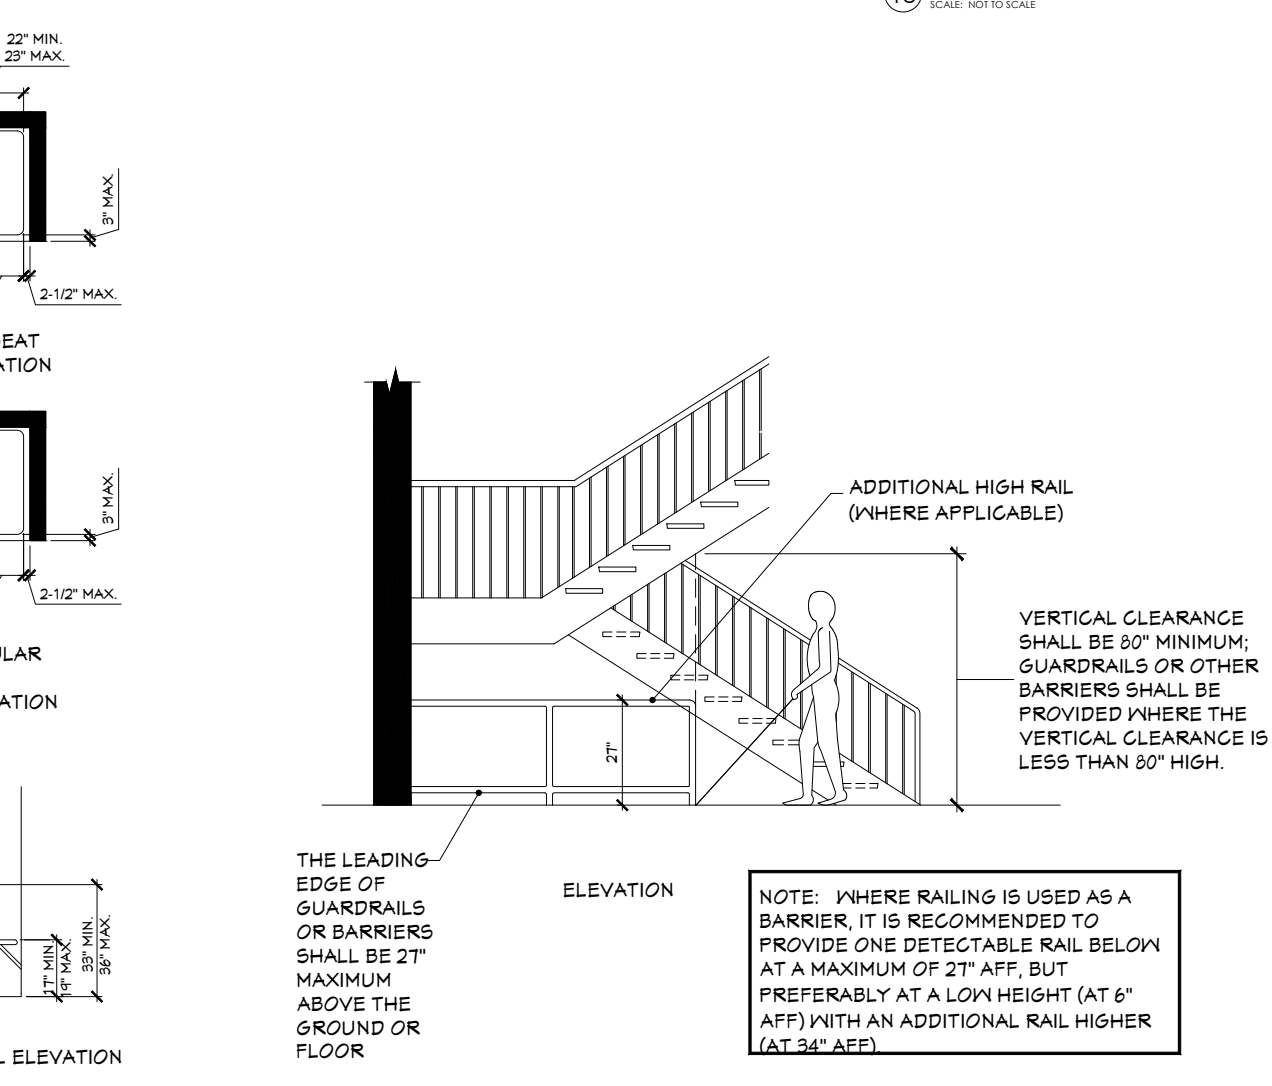 SCALE: NOT TO SCALE
22" MIN.
23" MAX.
3" MAX.
2-1/2" MAX.
EAT
ATION
3" MAX.
2-1/2" MAX.
ULAR
ATION
17" MIN.
19" MAX.
33" MIN.
36" MAX.
L ELEVATION
ADDITIONAL HIGH RAIL
(WHERE APPLICABLE)
VERTICAL CLEARANCE
SHALL BE 80" MINIMUM;
GUARDRAILS OR OTHER
BARRIERS SHALL BE
PROVIDED WHERE THE
VERTICAL CLEARANCE IS
LESS THAN 80" HIGH.
27"
THE LEADING
EDGE OF
GUARDRAILS
OR BARRIERS
SHALL BE 27"
MAXIMUM
ABOVE THE
GROUND OR
FLOOR
ELEVATION
NOTE: WHERE RAILING IS USED AS A
BARRIER, IT IS RECOMMENDED TO
PROVIDE ONE DETECTABLE RAIL BELOW
AT A MAXIMUM OF 27" AFF, BUT
PREFERABLY AT A LOW HEIGHT (AT 6"
AFF) WITH AN ADDITIONAL RAIL HIGHER
(AT 34" AFF).